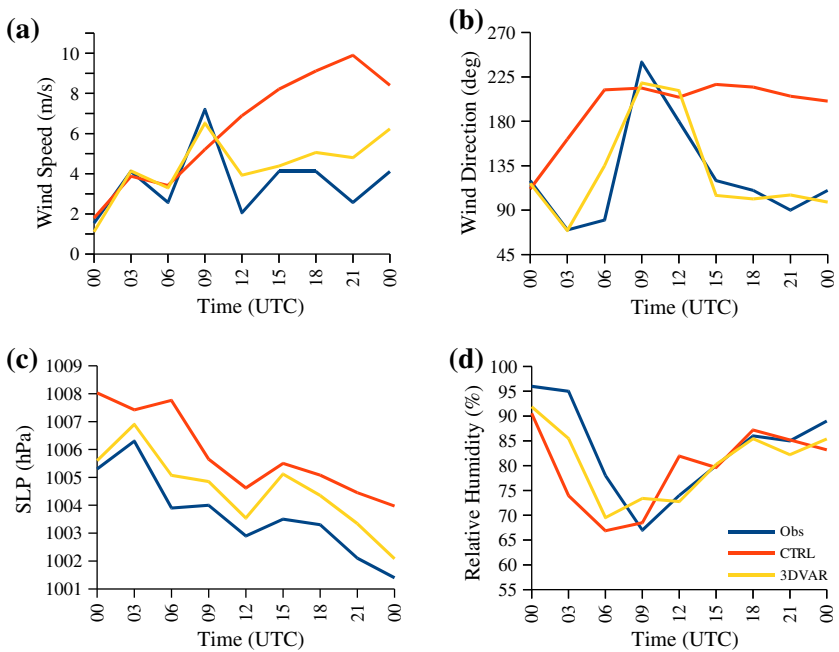 (a)
Wind Speed (m/s)
10
8
6
4
2
0
00 03 06 09 12 15 18 21 00
Time (UTC)
(b)
Wind Direction (deg)
270
225
180
135
90
45
00 03 06 09 12 15 18 21 00
Time (UTC)
(c)
SLP (hPa)
1009
1008
1007
1006
1005
1004
1003
1002
1001
00 03 06 09 12 15 18 21 00
Time (UTC)
(d)
Relative Humidity (%)
100
95
90
85
80
75
70
65
60
55
00 03 06 09 12 15 18 21 00
Time (UTC)
Obs
CTRL
3DVAR